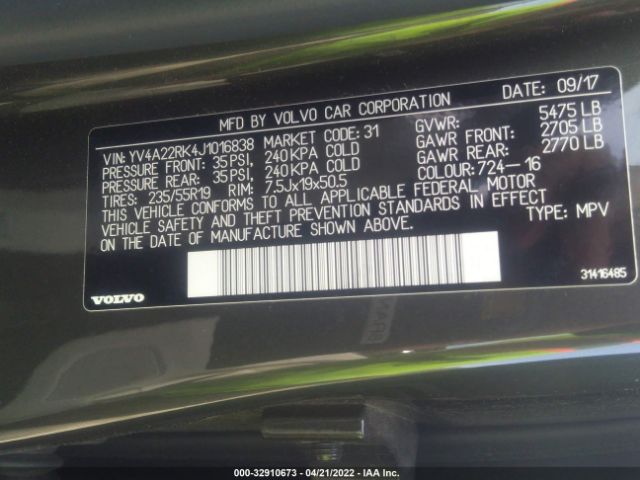 MFD BY VOLVO CAR CORPORATION DATE: 09/17
VIN: YV4A22RK4J1016838 MARKET CODE: 31 GVWR: 5475 LB
PRESSURE FRONT: 35 PSI, 240 KPA COLD GAWR FRONT: 2705 LB
PRESSURE REAR: 35 PSI, 240 KPA COLD GAWR REAR: 2770 LB
TIRES: 235/55R19 RIM: 7.5Jx19x50.5 COLOUR: 724-16
THIS VEHICLE CONFORMS TO ALL APPLICABLE FEDERAL MOTOR
VEHICLE SAFETY AND THEFT PREVENTION STANDARDS IN EFFECT
ON THE DATE OF MANUFACTURE SHOWN ABOVE. TYPE: MPV
VOLVO 31416485
000-32910673 - 04/21/2022 - IAA Inc.